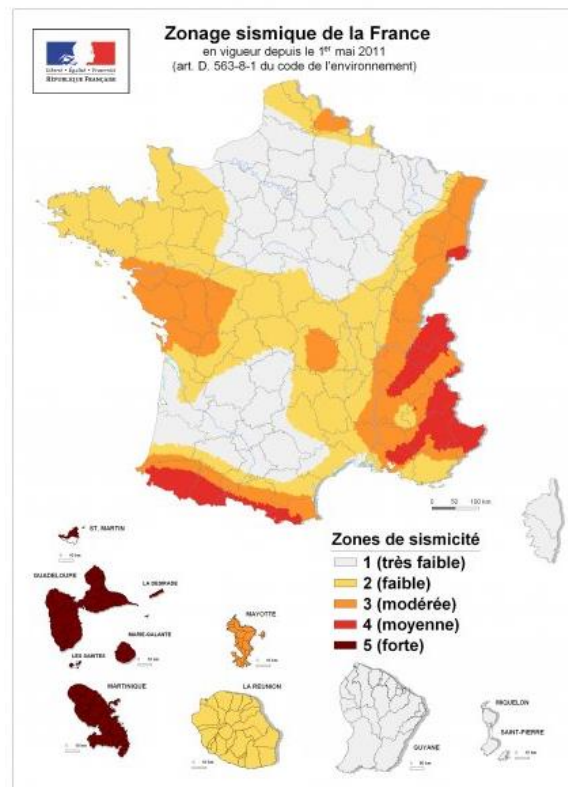 Zonage sismique de la France
en vigueur depuis le 1er mai 2011
(art. D. 563-8-1 du code de l'environnement)
Liberté • Égalité • Fraternité
RÉPUBLIQUE FRANÇAISE
0 50 100 km
Zones de sismicité
1 (très faible)
2 (faible)
3 (modérée)
4 (moyenne)
5 (forte)
ST. MARTIN
GUADELOUPE
LA DESIRADE
MARIE-GALANTE
LES SAINTES
MARTINIQUE
MAYOTTE
LA REUNION
GUYANE
MIQUELON
SAINT-PIERRE